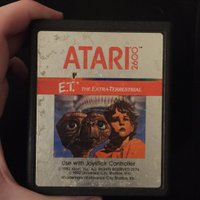 ATARI
2600
E.T. THE EXTRA-TERRESTRIAL
Use with Joystick Controller